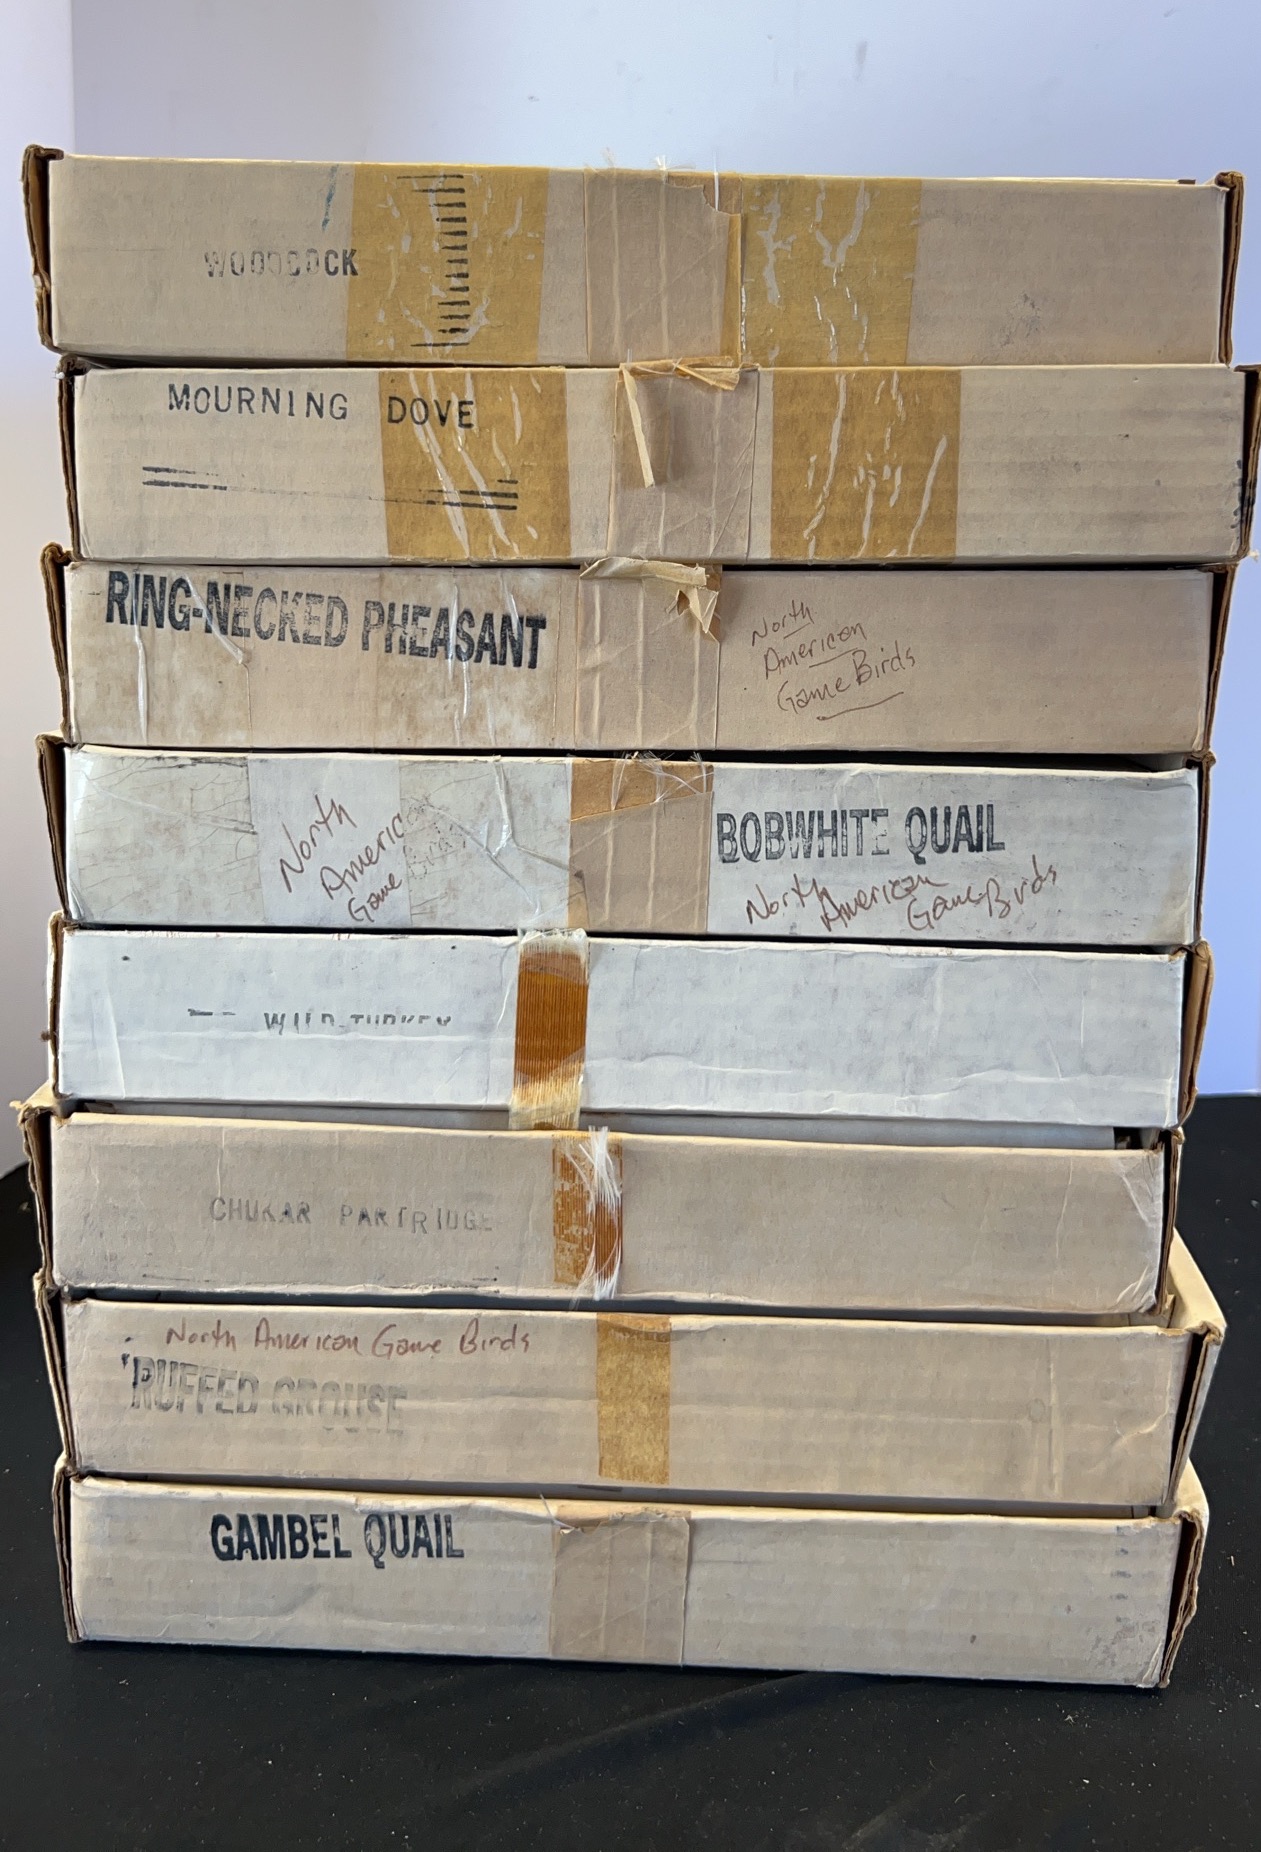 WOODCOCK
MOURNING DOVE
RING-NECKED PHEASANT
North
American
Game Birds
North
American
Game Birds
BOBWHITE QUAIL
North American Game Birds
WILD TURKEY
CHUKAR PARTRIDGE
North American Game Birds
RUFFED GROUSE
GAMBEL QUAIL